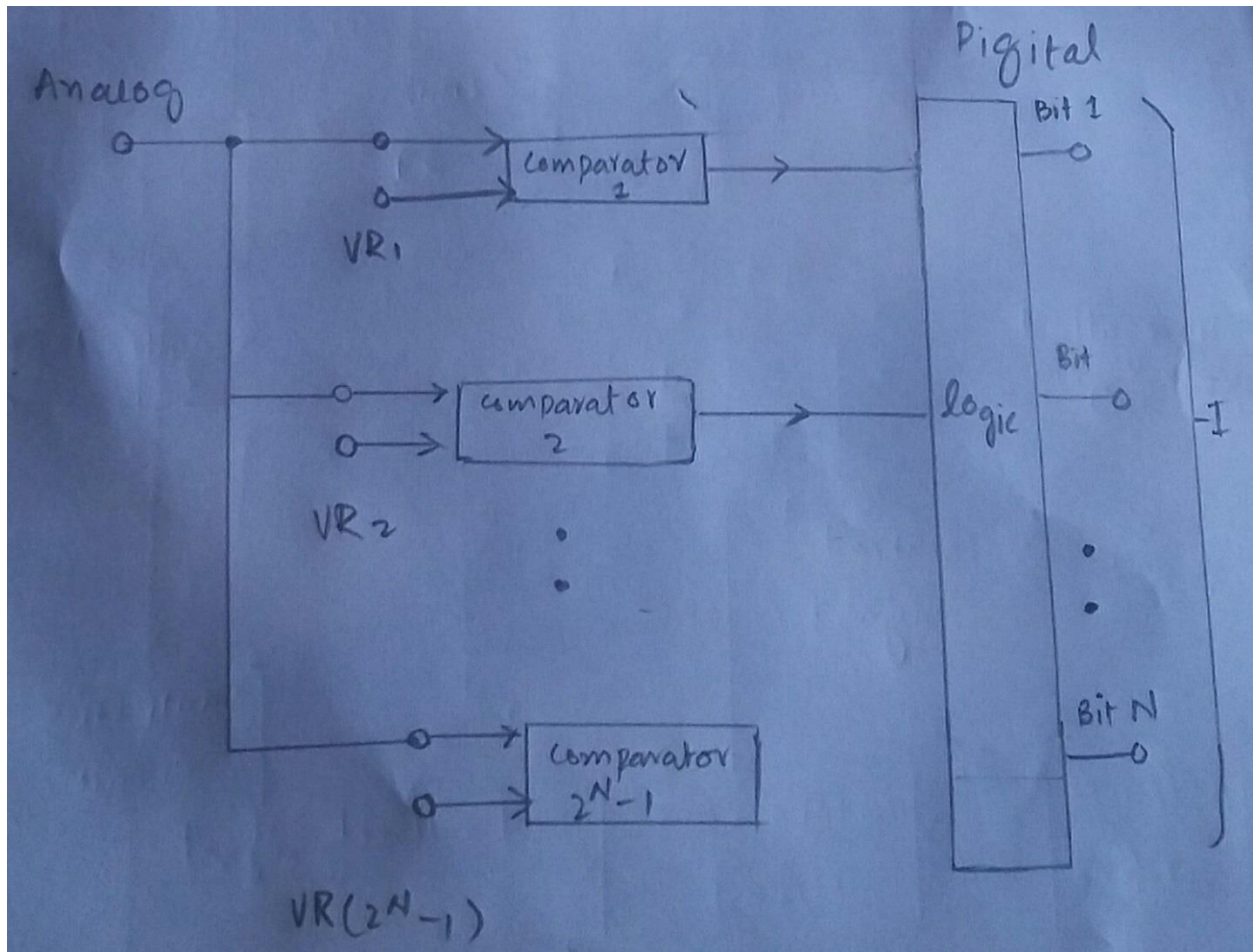 Digital
Analog
Bit 1
comparator
1
VR1
Bit
comparator
2
logic
I
VR2
Bit N
comparator
2^N-1
VR(2^N-1)